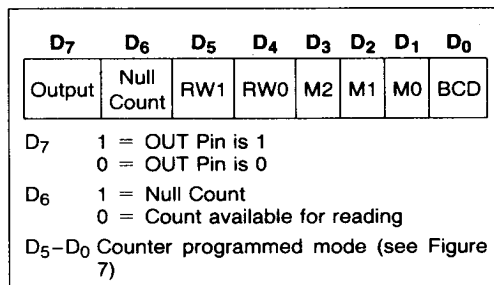 D7 D6 D5 D4 D3 D2 D1 D0
Output Null Count RW1 RW0 M2 M1 M0 BCD
D7 1 = OUT Pin is 1
0 = OUT Pin is 0
D6 1 = Null Count
0 = Count available for reading
D5–D0 Counter programmed mode (see Figure
7)